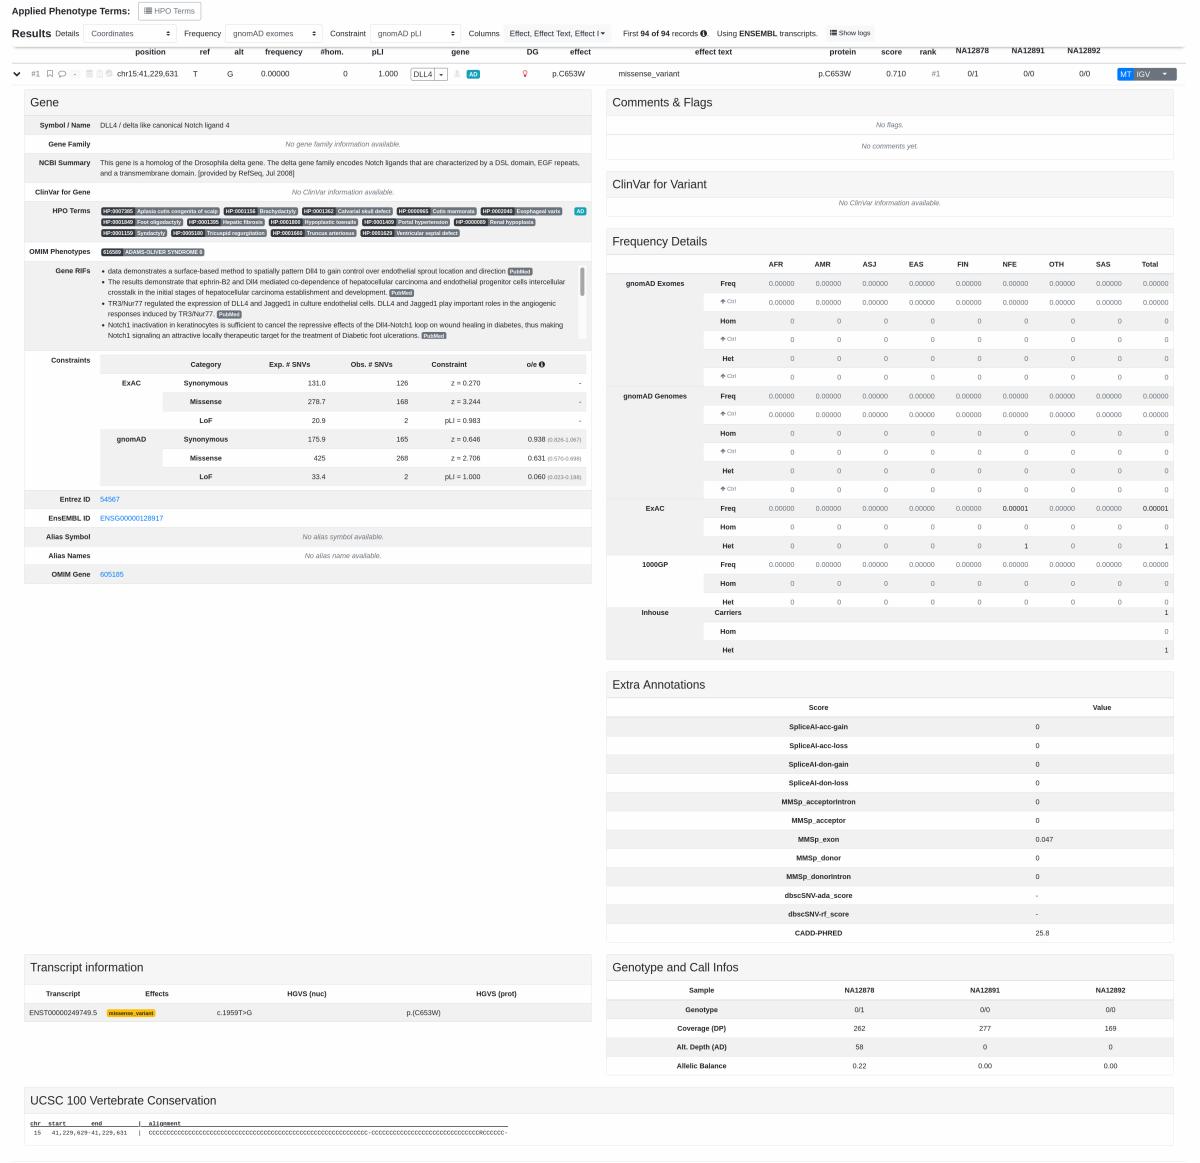 Applied Phenotype Terms: HPO Terms
Results Details Coordinates Frequency gnomAD exomes Constraint gnomAD pLI Columns Effect, Effect Text, Effect I First 94 of 94 records. Using ENSEMBL transcripts. Show logs
position ref alt frequency #hom. pLI gene DG effect effect text protein score rank NA12878 NA12891 NA12892
#1 - chr15:41,229,631 T G 0.00000 0 1.000 DLL4 AD p.C653W missense_variant p.C653W 0.710 #1 0/1 0/0 0/0 MT IGV
Gene
Symbol / Name DLL4 / delta like canonical Notch ligand 4
Gene Family No gene family information available.
NCBI Summary This gene is a homolog of the Drosophila delta gene. The delta gene family encodes Notch ligands that are characterized by a DSL domain, EGF repeats,
and a transmembrane domain. [provided by RefSeq, Jul 2008]
ClinVar for Gene No ClinVar information available.
HPO Terms HP:0007385 Aplasia cutis congenita of scalp HP:0001156 Brachydactyly HP:0001362 Calvarial skull defect HP:0000965 Cutis marmorata HP:0002040 Esophageal varix AD
HP:0001849 Foot oligodactyly HP:0001395 Hepatic fibrosis HP:0001800 Hypoplastic toenails HP:0001409 Portal hypertension HP:0000089 Renal hypoplasia
HP:0001159 Syndactyly HP:0005180 Tricuspid regurgitation HP:0001660 Truncus arteriosus HP:0001629 Ventricular septal defect
OMIM Phenotypes 616589 ADAMS-OLIVER SYNDROME 6
Gene RIFs • data demonstrates a surface-based method to spatially pattern Dll4 to gain control over endothelial sprout location and direction PubMed
• The results demonstrate that ephrin-B2 and Dll4 mediated co-dependence of hepatocellular carcinoma and endothelial progenitor cells intercellular
crosstalk in the initial stages of hepatocellular carcinoma establishment and development. PubMed
• TR3/Nur77 regulated the expression of DLL4 and Jagged1 in culture endothelial cells. DLL4 and Jagged1 play important roles in the angiogenic
responses induced by TR3/Nur77. PubMed
• Notch1 inactivation in keratinocytes is sufficient to cancel the repressive effects of the Dll4-Notch1 loop on wound healing in diabetes, thus making
Notch1 signaling an attractive locally therapeutic target for the treatment of Diabetic foot ulcerations. PubMed
Constraints Category Exp. # SNVs Obs. # SNVs Constraint o/e
ExAC Synonymous 131.0 126 z = 0.270 -
Missense 278.7 168 z = 3.244 -
LoF 20.9 2 pLI = 0.983 -
gnomAD Synonymous 175.9 165 z = 0.646 0.938 (0.826-1.067)
Missense 425 268 z = 2.706 0.631 (0.570-0.698)
LoF 33.4 2 pLI = 1.000 0.060 (0.023-0.188)
Entrez ID 54567
EnsEMBL ID ENSG00000128917
Alias Symbol No alias symbol available.
Alias Names No alias name available.
OMIM Gene 605185
Comments & Flags
No flags.
No comments yet.
ClinVar for Variant
No ClinVar information available.
Frequency Details
AFR AMR ASJ EAS FIN NFE OTH SAS Total
gnomAD Exomes Freq 0.00000 0.00000 0.00000 0.00000 0.00000 0.00000 0.00000 0.00000 0.00000
Ctrl 0.00000 0.00000 0.00000 0.00000 0.00000 0.00000 0.00000 0.00000 0.00000
Hom 0 0 0 0 0 0 0 0 0
Ctrl 0 0 0 0 0 0 0 0 0
Het 0 0 0 0 0 0 0 0 0
Ctrl 0 0 0 0 0 0 0 0 0
gnomAD Genomes Freq 0.00000 0.00000 0.00000 0.00000 0.00000 0.00000 0.00000 0.00000 0.00000
Ctrl 0.00000 0.00000 0.00000 0.00000 0.00000 0.00000 0.00000 0.00000 0.00000
Hom 0 0 0 0 0 0 0 0 0
Ctrl 0 0 0 0 0 0 0 0 0
Het 0 0 0 0 0 0 0 0 0
Ctrl 0 0 0 0 0 0 0 0 0
ExAC Freq 0.00000 0.00000 0.00000 0.00000 0.00000 0.00001 0.00000 0.00000 0.00001
Hom 0 0 0 0 0 0 0 0 0
Het 0 0 0 0 0 1 0 0 1
1000GP Freq 0.00000 0.00000 0.00000 0.00000 0.00000 0.00000 0.00000 0.00000 0.00000
Hom 0 0 0 0 0 0 0 0 0
Het 0 0 0 0 0 0 0 0 0
Inhouse Carriers 1
Hom 0
Het 1
Extra Annotations
Score Value
SpliceAI-acc-gain 0
SpliceAI-acc-loss 0
SpliceAI-don-gain 0
SpliceAI-don-loss 0
MMSp_acceptorIntron 0
MMSp_acceptor 0
MMSp_exon 0.047
MMSp_donor 0
MMSp_donorIntron 0
dbscSNV-ada_score -
dbscSNV-rf_score -
CADD-PHRED 25.8
Transcript information
Transcript Effects HGVS (nuc) HGVS (prot)
ENST00000249749.5 missense_variant c.1959T>G p.(C653W)
Genotype and Call Infos
Sample NA12878 NA12891 NA12892
Genotype 0/1 0/0 0/0
Coverage (DP) 262 277 169
Alt. Depth (AD) 58 0 0
Allelic Balance 0.22 0.00 0.00
UCSC 100 Vertebrate Conservation
chr start end | alignment
15 41,229,629-41,229,631 |